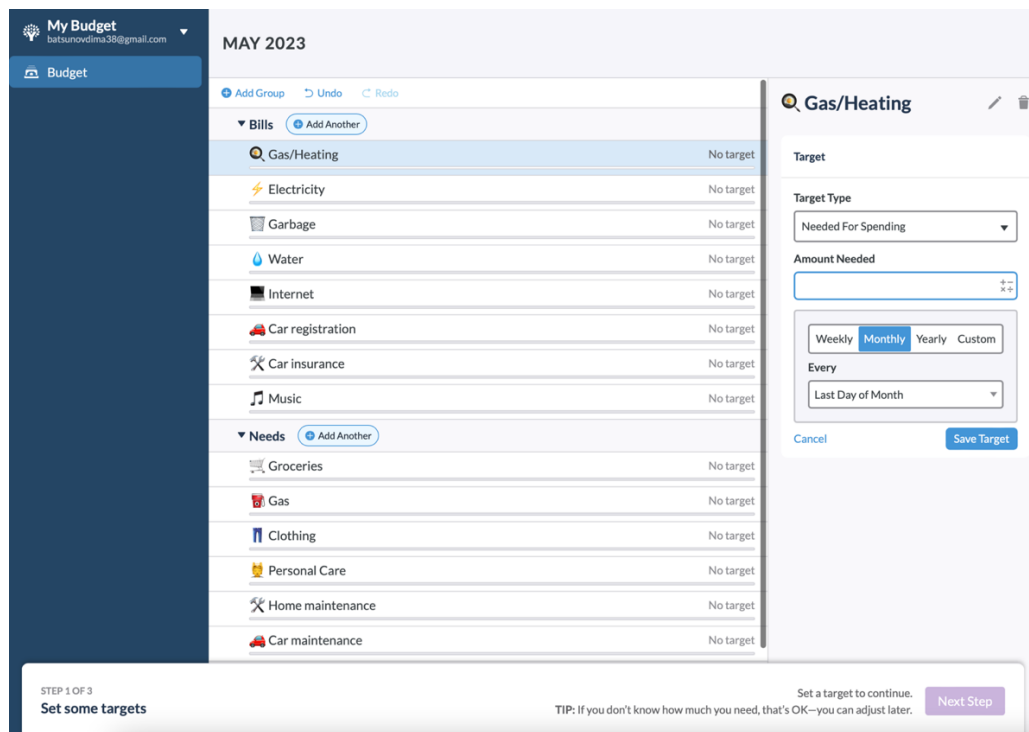 My Budget
batsunovdima38@gmail.com
Budget
MAY 2023
Add Group Undo Redo
Bills Add Another
Gas/Heating No target
Electricity No target
Garbage No target
Water No target
Internet No target
Car registration No target
Car insurance No target
Music No target
Needs Add Another
Groceries No target
Gas No target
Clothing No target
Personal Care No target
Home maintenance No target
Car maintenance No target
Gas/Heating
Target
Target Type
Needed For Spending
Amount Needed
Weekly Monthly Yearly Custom
Every
Last Day of Month
Cancel Save Target
STEP 1 OF 3
Set some targets
Set a target to continue.
TIP: If you don't know how much you need, that's OK—you can adjust later.
Next Step